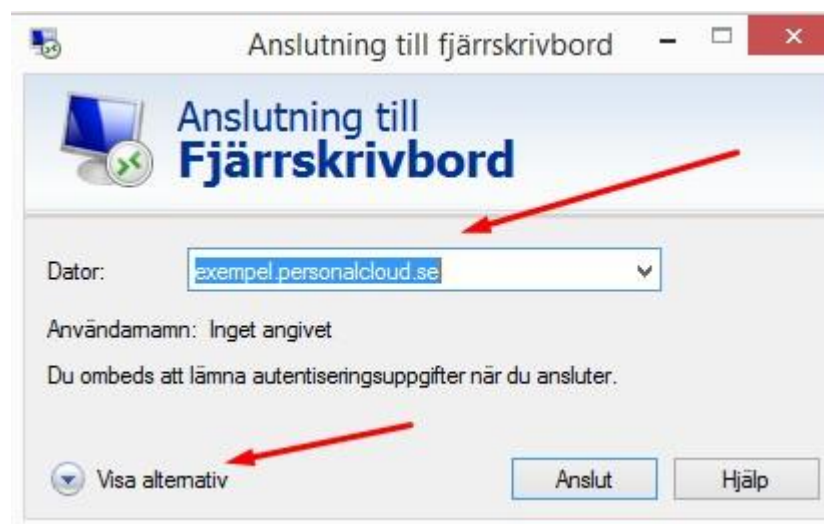 Anslutning till fjärrskrivbord
Anslutning till
Fjärrskrivbord
Dator: exempel.personalcloud.se
Användarnamn: Inget angivet
Du ombeds att lämna autentiseringsuppgifter när du ansluter.
Visa alternativ Anslut Hjälp